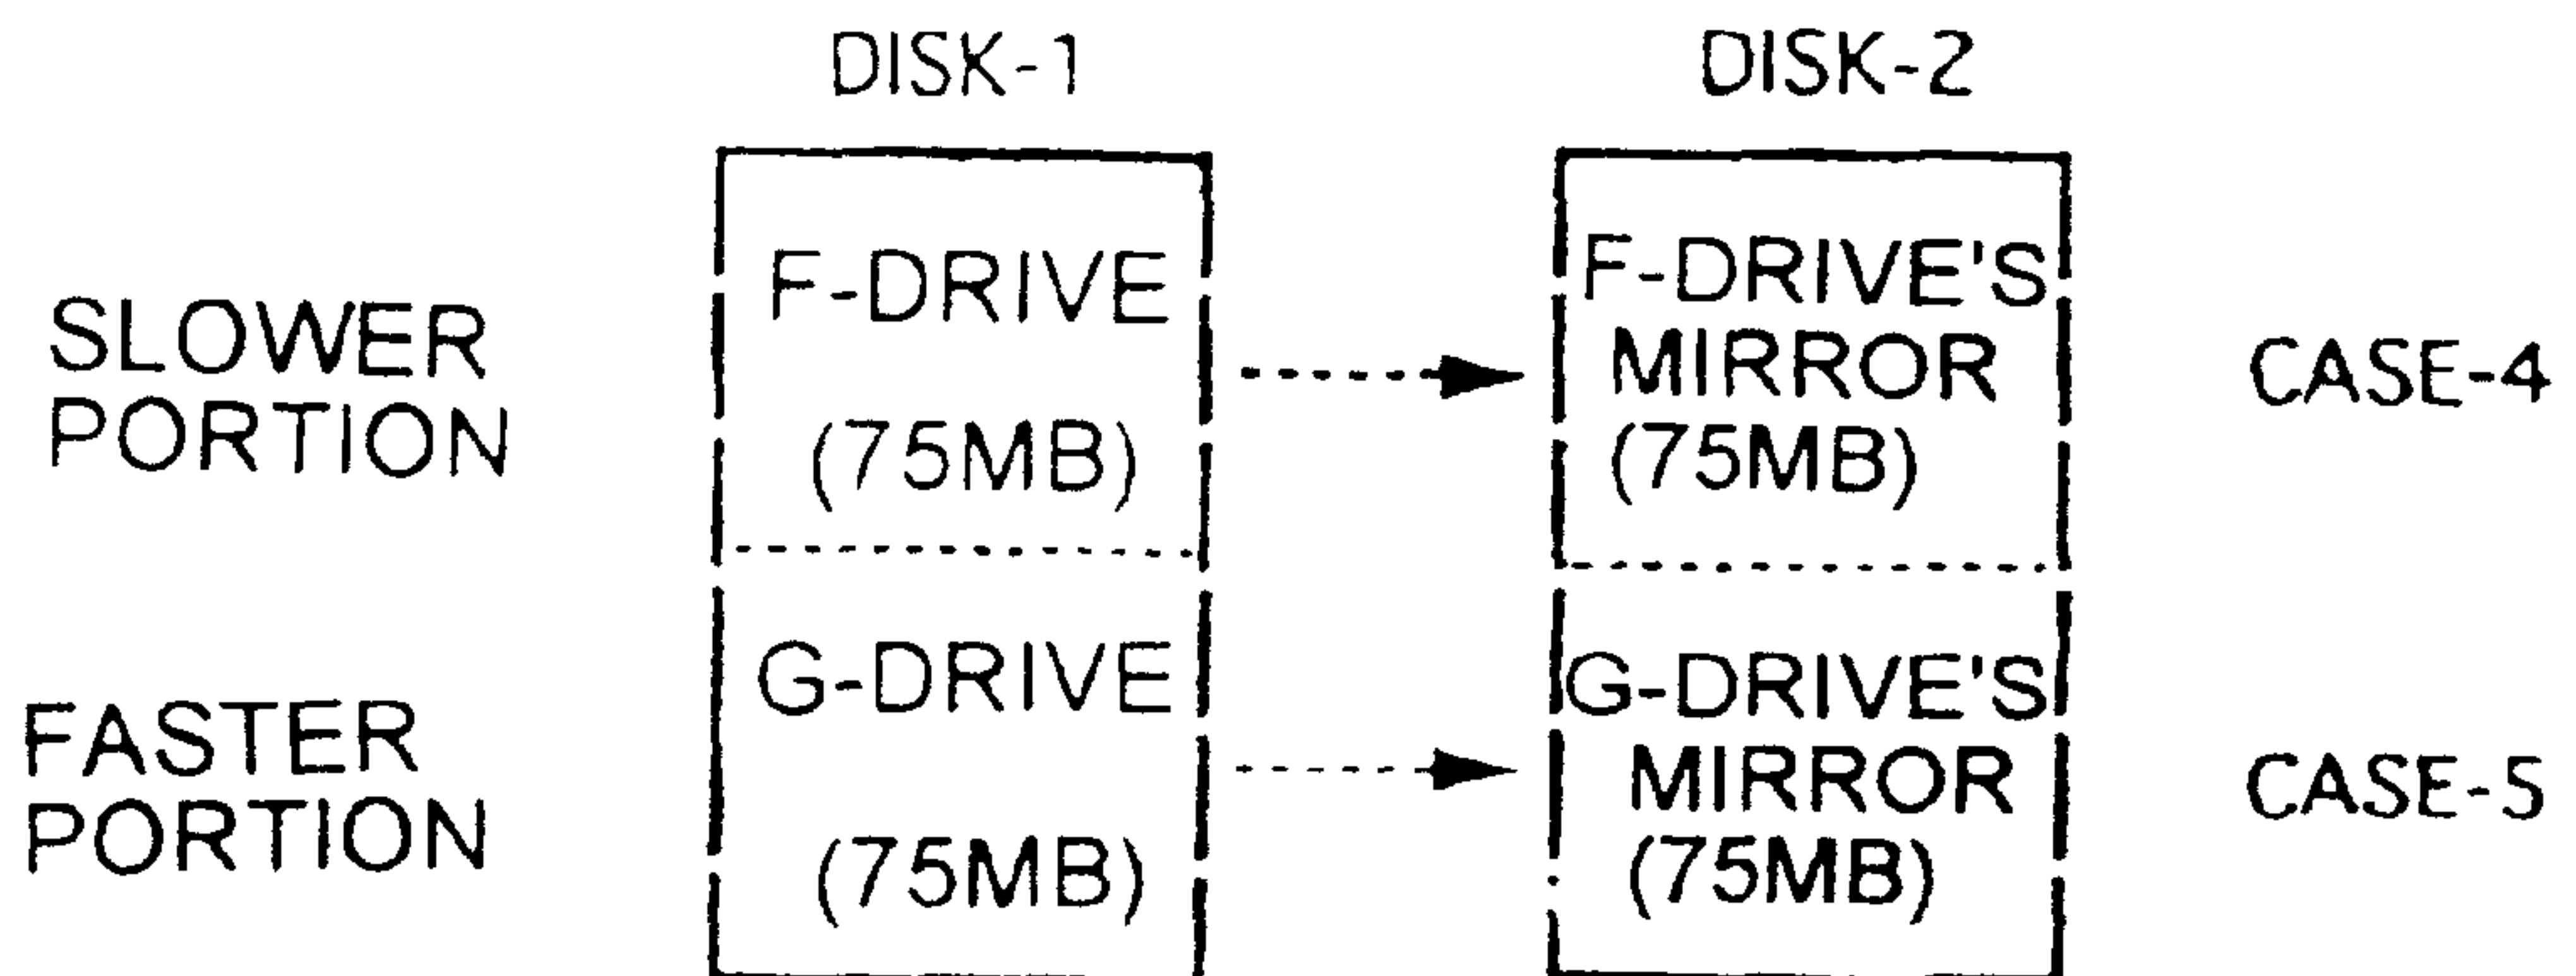 DISK-1
DISK-2
SLOWER
PORTION
F-DRIVE
(75MB)
F-DRIVE'S
MIRROR
(75MB)
CASE-4
FASTER
PORTION
G-DRIVE
(75MB)
G-DRIVE'S
MIRROR
(75MB)
CASE-5